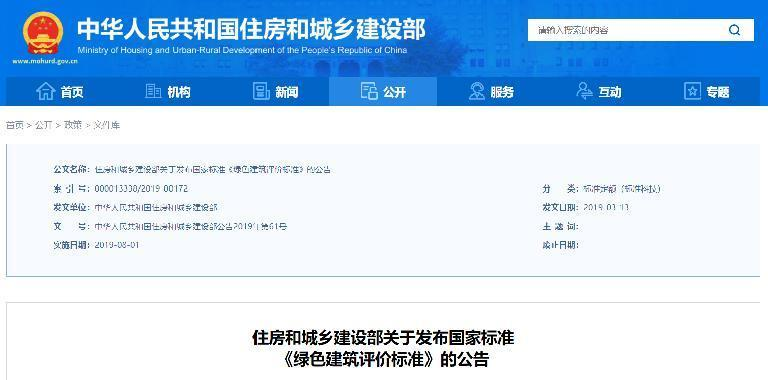 中华人民共和国住房和城乡建设部
Ministry of Housing and Urban-Rural Development of the People's Republic of China
www.mohurd.gov.cn
请输入搜索的内容
首页 机构 新闻 公开 服务 互动 专题
首页 > 公开 > 政策 > 文件库
公文名称: 住房和城乡建设部关于发布国家标准《绿色建筑评价标准》的公告
索 引 号: 000013338/2019-00172 分 类: 标准定额 (标准科技)
发文单位: 中华人民共和国住房和城乡建设部 发文日期: 2019-03-13
文 号: 中华人民共和国住房和城乡建设部公告2019年第61号 主 题 词:
实施日期: 2019-08-01 废止日期:
住房和城乡建设部关于发布国家标准
《绿色建筑评价标准》的公告